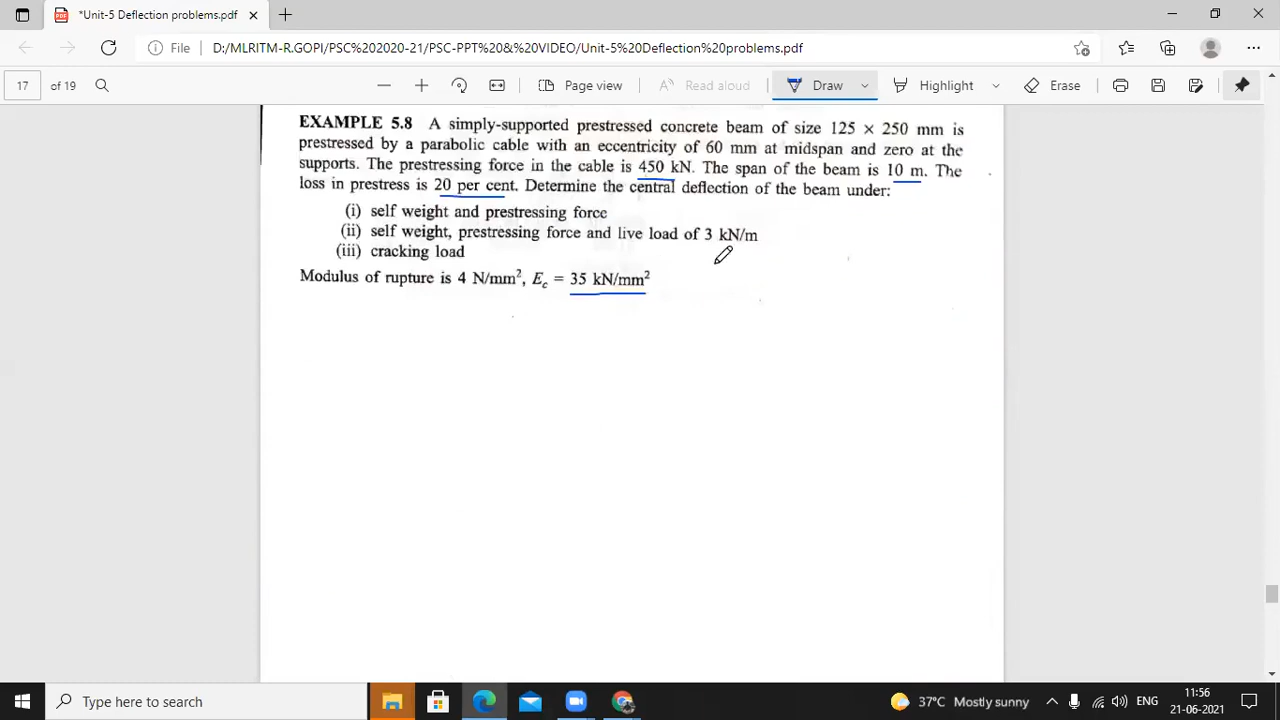 *Unit-5 Deflection problems.pdf
File D:/MLRITM-R.GOPI/PSC%202020-21/PSC-PPT%20&%20VIDEO/Unit-5%20Deflection%20problems.pdf
17 of 19 Page view Read aloud Draw Highlight Erase
EXAMPLE 5.8 A simply-supported prestressed concrete beam of size 125 × 250 mm is
prestressed by a parabolic cable with an eccentricity of 60 mm at midspan and zero at the
supports. The prestressing force in the cable is 450 kN. The span of the beam is 10 m. The
loss in prestress is 20 per cent. Determine the central deflection of the beam under:
(i) self weight and prestressing force
(ii) self weight, prestressing force and live load of 3 kN/m
(iii) cracking load
Modulus of rupture is 4 N/mm², Ec = 35 kN/mm²
Type here to search 37°C Mostly sunny ENG 11:56
21-06-2021